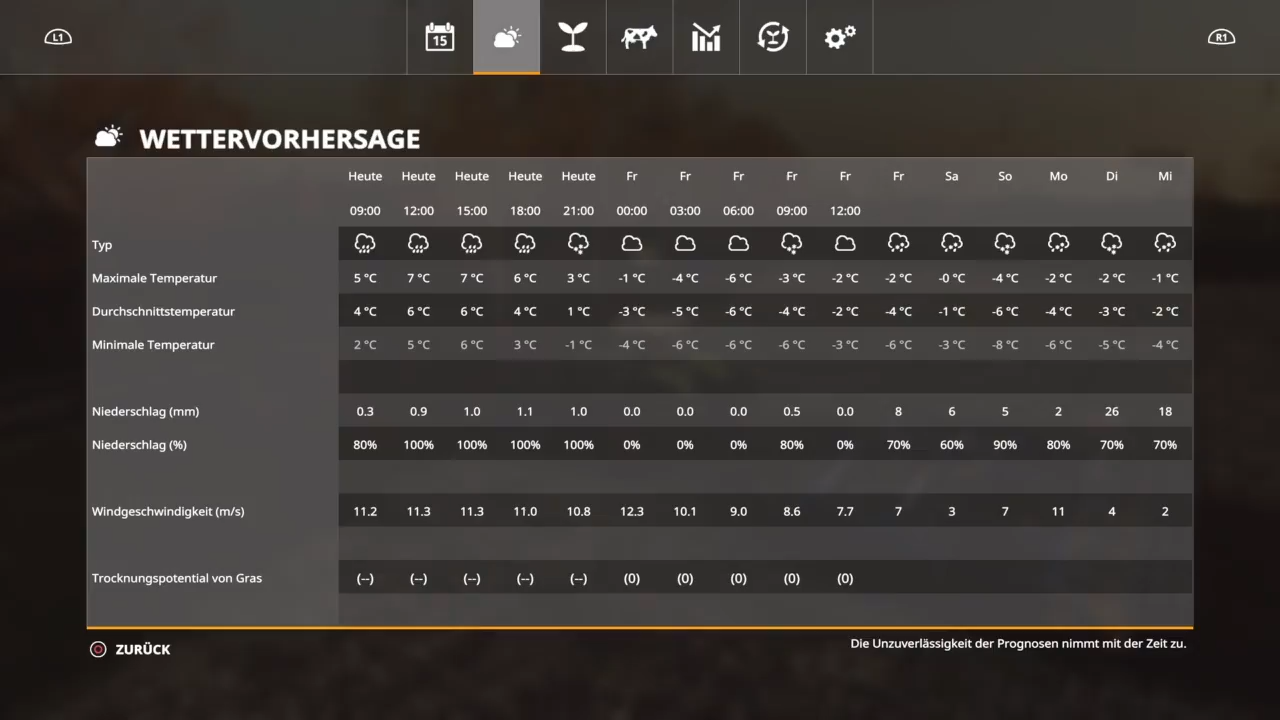 L1
15
R1
WETTERVORHERSAGE
Heute Heute Heute Heute Heute Fr Fr Fr Fr Fr Fr Sa So Mo Di Mi
09:00 12:00 15:00 18:00 21:00 00:00 03:00 06:00 09:00 12:00
Typ
Maximale Temperatur 5 °C 7 °C 7 °C 6 °C 3 °C -1 °C -4 °C -6 °C -3 °C -2 °C -2 °C -0 °C -4 °C -2 °C -2 °C -1 °C
Durchschnittstemperatur 4 °C 6 °C 6 °C 4 °C 1 °C -3 °C -5 °C -6 °C -4 °C -2 °C -4 °C -1 °C -6 °C -4 °C -3 °C -2 °C
Minimale Temperatur 2 °C 5 °C 6 °C 3 °C -1 °C -4 °C -6 °C -6 °C -6 °C -3 °C -6 °C -3 °C -8 °C -6 °C -5 °C -4 °C
Niederschlag (mm) 0.3 0.9 1.0 1.1 1.0 0.0 0.0 0.0 0.5 0.0 8 6 5 2 26 18
Niederschlag (%) 80% 100% 100% 100% 100% 0% 0% 0% 80% 0% 70% 60% 90% 80% 70% 70%
Windgeschwindigkeit (m/s) 11.2 11.3 11.3 11.0 10.8 12.3 10.1 9.0 8.6 7.7 7 3 7 11 4 2
Trocknungspotential von Gras (--) (--) (--) (--) (--) (0) (0) (0) (0) (0)
ZURÜCK
Die Unzuverlässigkeit der Prognosen nimmt mit der Zeit zu.